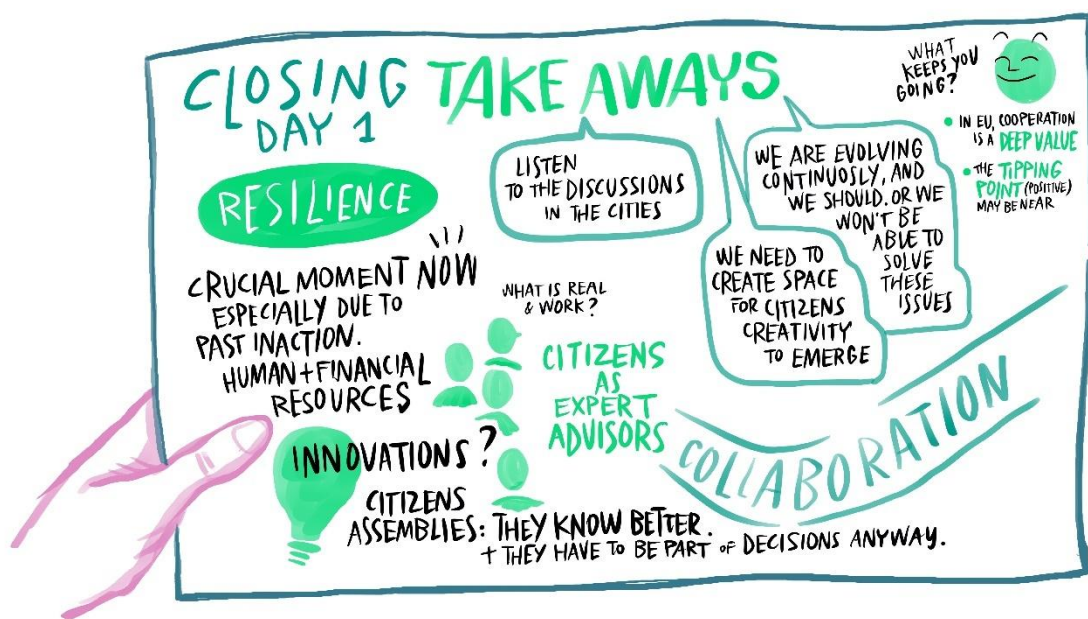 CLOSING
DAY 1
TAKE AWAYS
RESILIENCE
CRUCIAL MOMENT NOW
ESPECIALLY DUE TO
PAST INACTION.
HUMAN + FINANCIAL
RESOURCES
INNOVATIONS?
CITIZENS
ASSEMBLIES: THEY KNOW BETTER.
+ THEY HAVE TO BE PART OF DECISIONS ANYWAY.
WHAT IS REAL
& WORK?
CITIZENS
AS
EXPERT
ADVISORS
LISTEN
TO THE DISCUSSIONS
IN THE CITIES
WE NEED TO
CREATE SPACE
FOR CITIZENS
CREATIVITY
TO EMERGE
WE ARE EVOLVING
CONTINUOSLY, AND
WE SHOULD. OR WE
WON'T BE
ABLE TO
SOLVE
THESE
ISSUES
COLLABORATION
WHAT
KEEPS YOU
GOING?
• IN EU, COOPERATION
IS A DEEP VALUE
• THE TIPPING
POINT (POSITIVE)
MAY BE NEAR